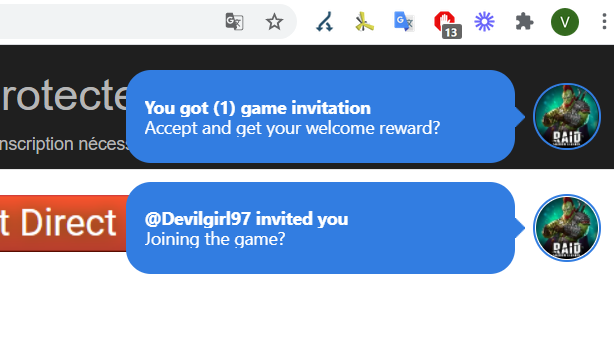 13
V
rotecte
You got (1) game invitation
Accept and get your welcome reward?
RAID
nscription nécess
t Direct
@Devilgirl97 invited you
Joining the game?
RAID